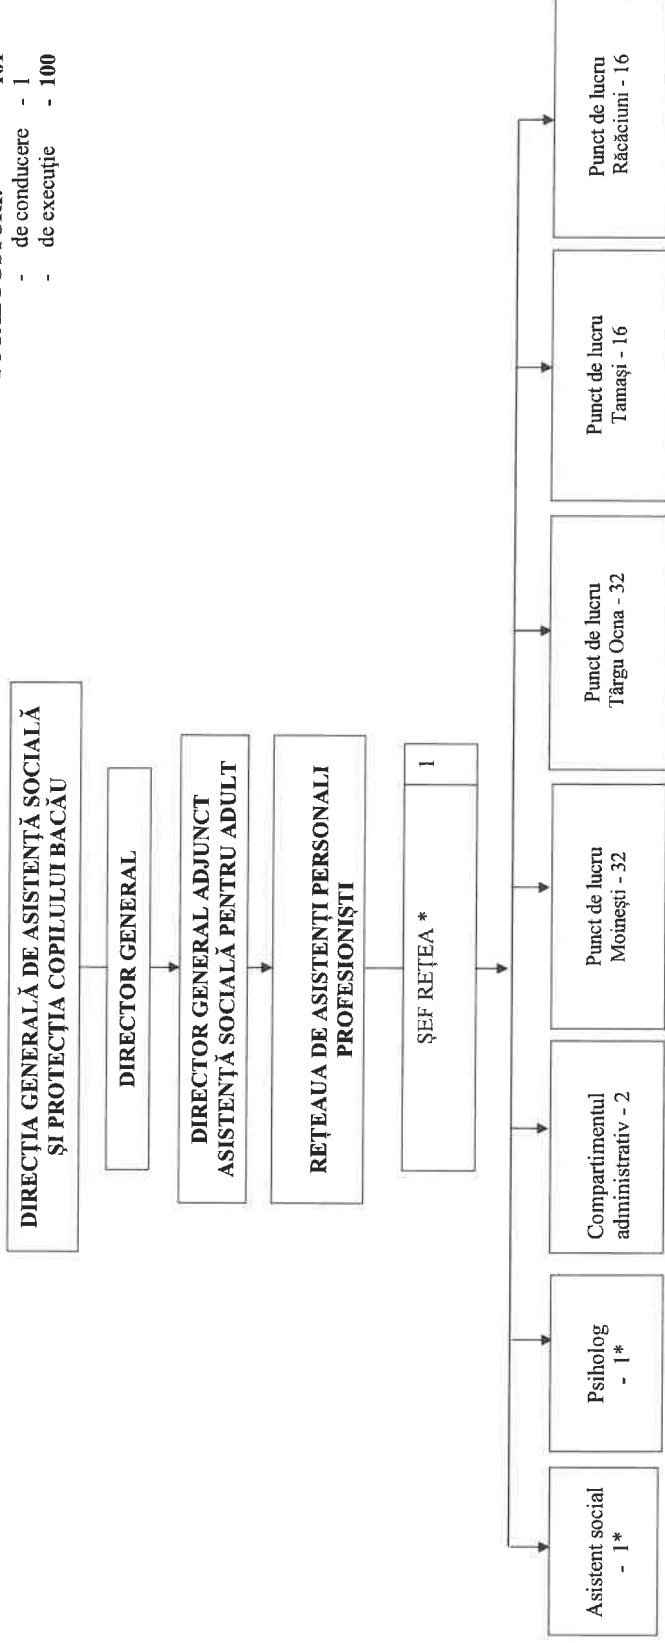 - de conducere - 1
- de execuție - 100
DIRECȚIA GENERALĂ DE ASISTENȚĂ SOCIALĂ
ȘI PROTECȚIA COPILULUI BACĂU
DIRECTOR GENERAL
DIRECTOR GENERAL ADJUNCT
ASISTENȚĂ SOCIALĂ PENTRU ADULT
REȚEAUA DE ASISTENȚI PERSONALI
PROFESIONIȘTI
ȘEF REȚEA *
1
Asistent social
- 1*
Psiholog
- 1*
Compartimentul
administrativ - 2
Punct de lucru
Moinești - 32
Punct de lucru
Târgu Ocna - 32
Punct de lucru
Tamași - 16
Punct de lucru
Răcăciuni - 16